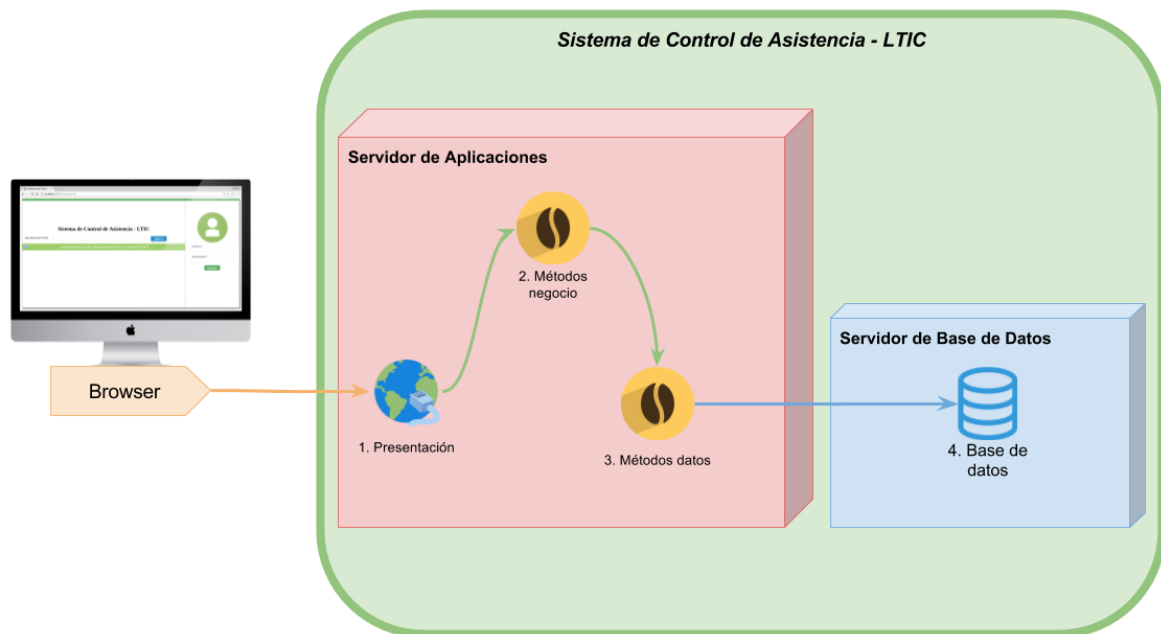 Sistema de Control de Asistencia - LTIC
Servidor de Aplicaciones
Sistema de Control de Asistencia - LTIC
2. Métodos
negocio
Servidor de Base de Datos
Browser
1. Presentación
3. Métodos datos
4. Base de
datos